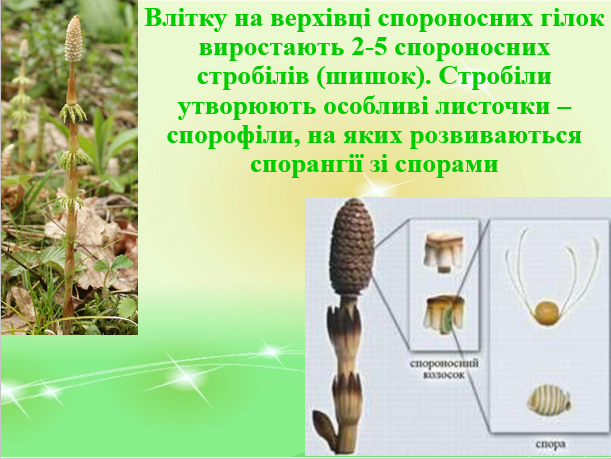 Влітку на верхівці спороносних гілок
виростають 2-5 спороносних
стробілів (шишок). Стробіли
утворюють особливі листочки –
спорофіли, на яких розвиваються
спорангії зі спорами
спороносний
колосок
спора